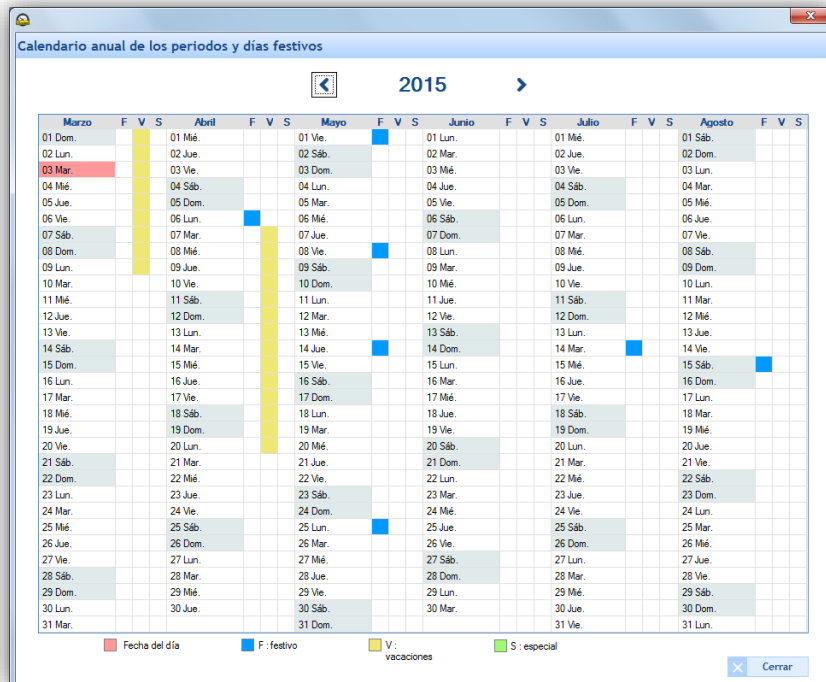 Calendario anual de los periodos y días festivos
2015
Marzo F V S Abril F V S Mayo F V S Junio F V S Julio F V S Agosto F V S
01 Dom. 01 Mié. 01 Vie. 01 Lun. 01 Mié. 01 Sáb.
02 Lun. 02 Jue. 02 Sáb. 02 Mar. 02 Jue. 02 Dom.
03 Mar. 03 Vie. 03 Dom. 03 Mié. 03 Vie. 03 Lun.
04 Mié. 04 Sáb. 04 Lun. 04 Jue. 04 Sáb. 04 Mar.
05 Jue. 05 Dom. 05 Mar. 05 Vie. 05 Dom. 05 Mié.
06 Vie. 06 Lun. 06 Mié. 06 Sáb. 06 Lun. 06 Jue.
07 Sáb. 07 Mar. 07 Jue. 07 Dom. 07 Mar. 07 Vie.
08 Dom. 08 Mié. 08 Vie. 08 Lun. 08 Mié. 08 Sáb.
09 Lun. 09 Jue. 09 Sáb. 09 Mar. 09 Jue. 09 Dom.
10 Mar. 10 Vie. 10 Dom. 10 Mié. 10 Vie. 10 Lun.
11 Mié. 11 Sáb. 11 Lun. 11 Jue. 11 Sáb. 11 Mar.
12 Jue. 12 Dom. 12 Mar. 12 Vie. 12 Dom. 12 Mié.
13 Vie. 13 Lun. 13 Mié. 13 Sáb. 13 Lun. 13 Jue.
14 Sáb. 14 Mar. 14 Jue. 14 Dom. 14 Mar. 14 Vie.
15 Dom. 15 Mié. 15 Vie. 15 Lun. 15 Mié. 15 Sáb.
16 Lun. 16 Jue. 16 Sáb. 16 Mar. 16 Jue. 16 Dom.
17 Mar. 17 Vie. 17 Dom. 17 Mié. 17 Vie. 17 Lun.
18 Mié. 18 Sáb. 18 Lun. 18 Jue. 18 Sáb. 18 Mar.
19 Jue. 19 Dom. 19 Mar. 19 Vie. 19 Dom. 19 Mié.
20 Vie. 20 Lun. 20 Mié. 20 Sáb. 20 Lun. 20 Jue.
21 Sáb. 21 Mar. 21 Jue. 21 Dom. 21 Mar. 21 Vie.
22 Dom. 22 Mié. 22 Vie. 22 Lun. 22 Mié. 22 Sáb.
23 Lun. 23 Jue. 23 Sáb. 23 Mar. 23 Jue. 23 Dom.
24 Mar. 24 Vie. 24 Dom. 24 Mié. 24 Vie. 24 Lun.
25 Mié. 25 Sáb. 25 Lun. 25 Jue. 25 Sáb. 25 Mar.
26 Jue. 26 Dom. 26 Mar. 26 Vie. 26 Dom. 26 Mié.
27 Vie. 27 Lun. 27 Mié. 27 Sáb. 27 Lun. 27 Jue.
28 Sáb. 28 Mar. 28 Jue. 28 Dom. 28 Mar. 28 Vie.
29 Dom. 29 Mié. 29 Vie. 29 Lun. 29 Mié. 29 Sáb.
30 Lun. 30 Jue. 30 Sáb. 30 Mar. 30 Jue. 30 Dom.
31 Mar. 31 Dom. 31 Vie. 31 Lun.
Fecha del día F : festivo V : S : especial
vacaciones
Cerrar